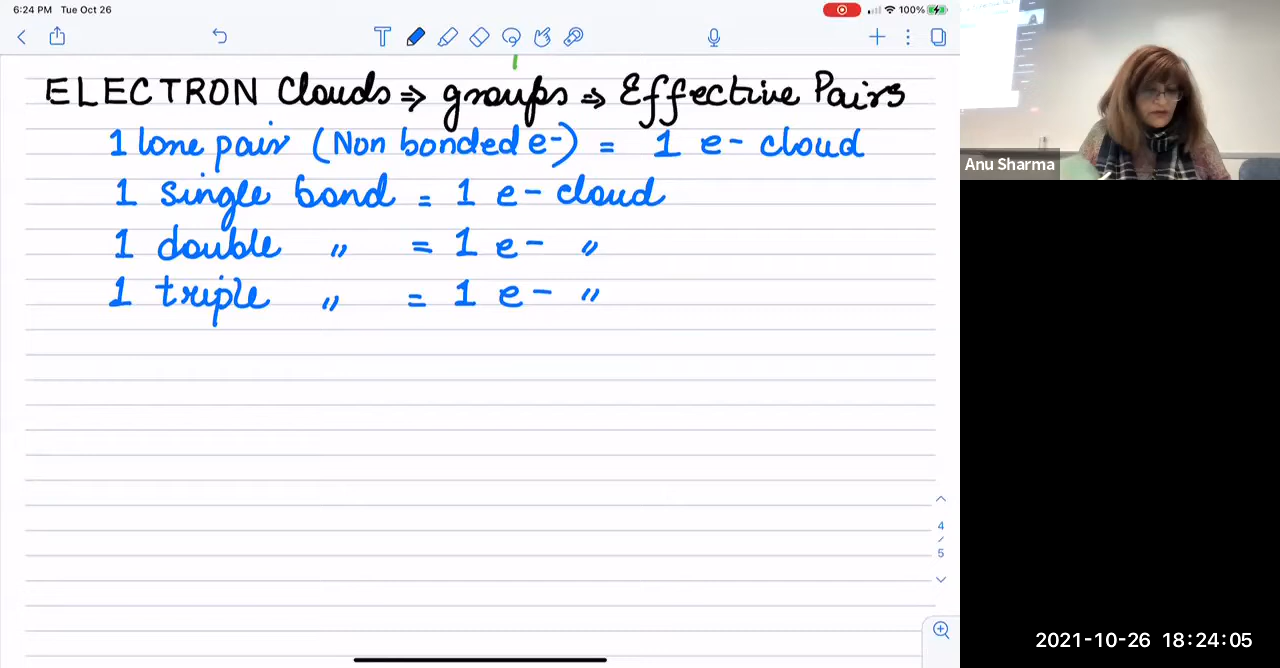 6:24 PM Tue Oct 26
100%
ELECTRON Clouds ⇒ groups ⇒ Effective Pairs
1 lone pair (Non bonded e-) = 1 e- cloud
1 single bond = 1 e- cloud
1 double " = 1 e- "
1 triple " = 1 e- "
4
/
5
Anu Sharma
2021-10-26 18:24:05